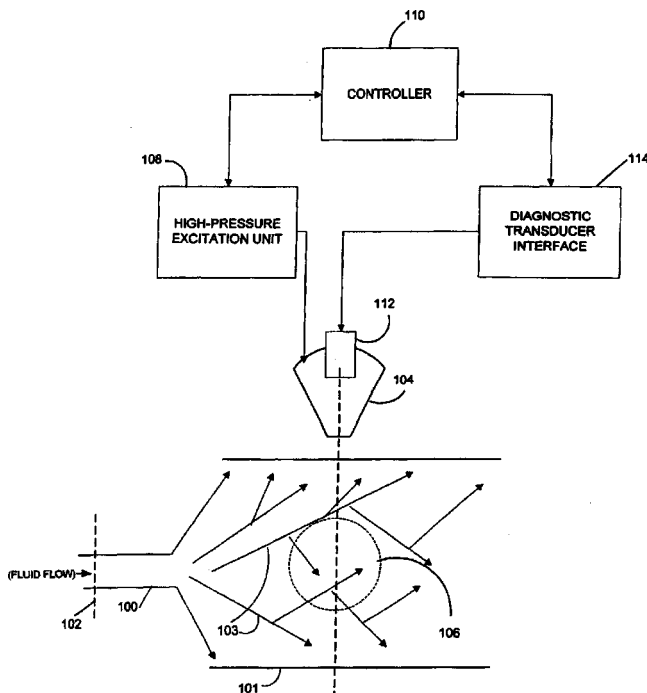 110
CONTROLLER
108
HIGH-PRESSURE
EXCITATION UNIT
114
DIAGNOSTIC
TRANSDUCER
INTERFACE
112
104
(FLUID FLOW)
102
100
103
106
101